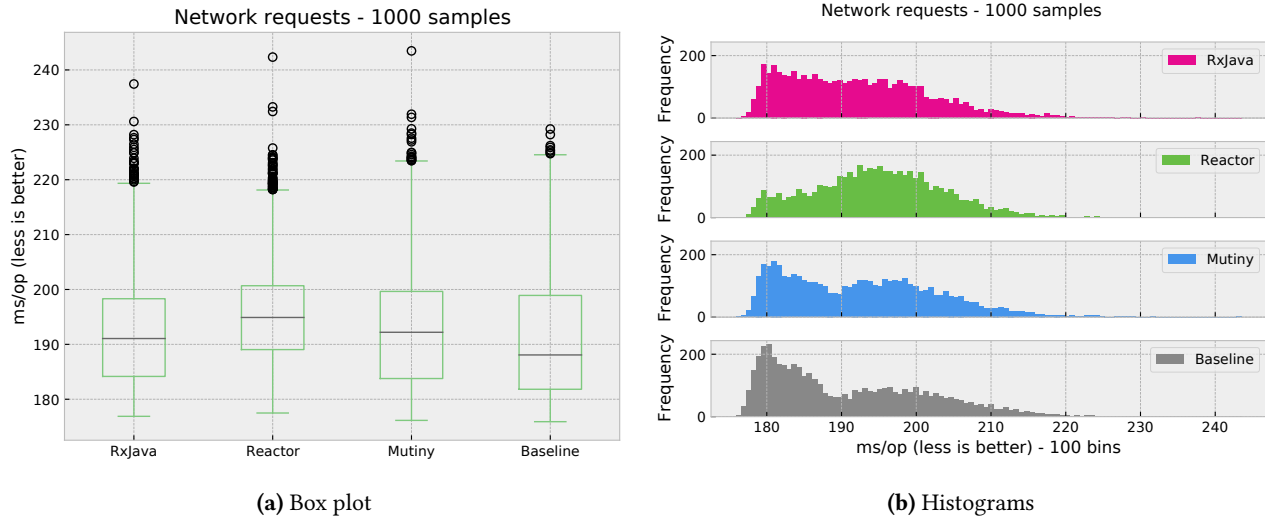 Network requests - 1000 samples
240
230
220
210
200
190
180
ms/op (less is better)
RxJava Reactor Mutiny Baseline
(a) Box plot
Network requests - 1000 samples
200
0
Frequency
RxJava
200
0
Frequency
Reactor
200
0
Frequency
Mutiny
200
0
Frequency
Baseline
180 190 200 210 220 230 240
ms/op (less is better) - 100 bins
(b) Histograms